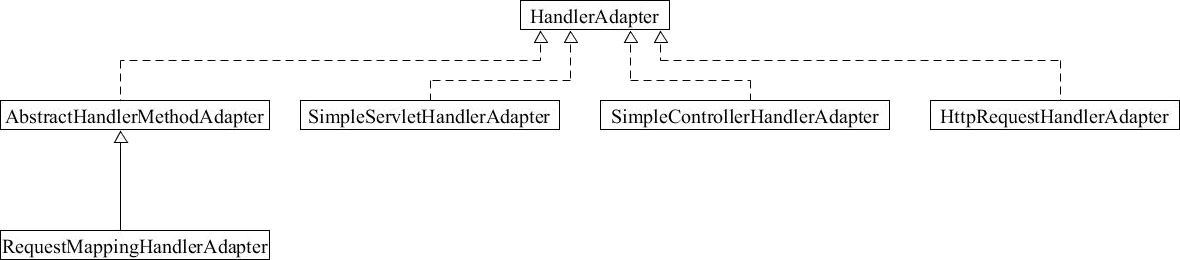 HandlerAdapter
AbstractHandlerMethodAdapter
SimpleServletHandlerAdapter
SimpleControllerHandlerAdapter
HttpRequestHandlerAdapter
RequestMappingHandlerAdapter